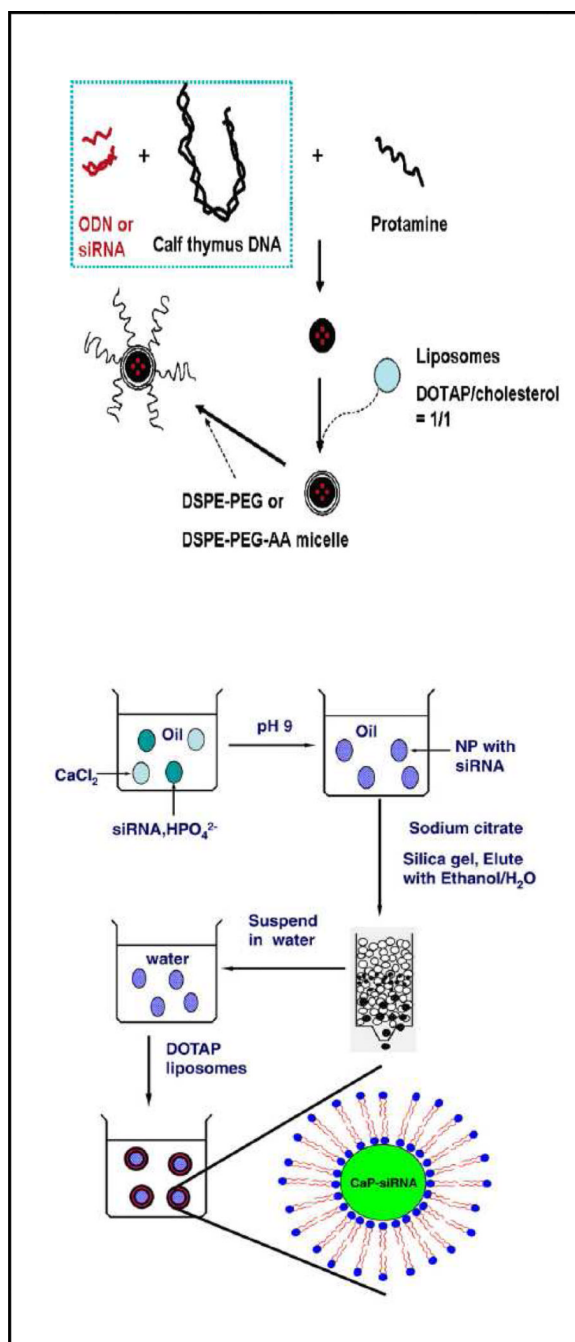 +
+
ODN or
siRNA
Calf thymus DNA
Protamine
Liposomes
DOTAP/cholesterol
= 1/1
DSPE-PEG or
DSPE-PEG-AA micelle
Oil
CaCl₂
siRNA,HPO₄²⁻
pH 9
Oil
NP with
siRNA
Sodium citrate
Silica gel, Elute
with Ethanol/H₂O
Suspend
in water
water
DOTAP
liposomes
CaP-siRNA